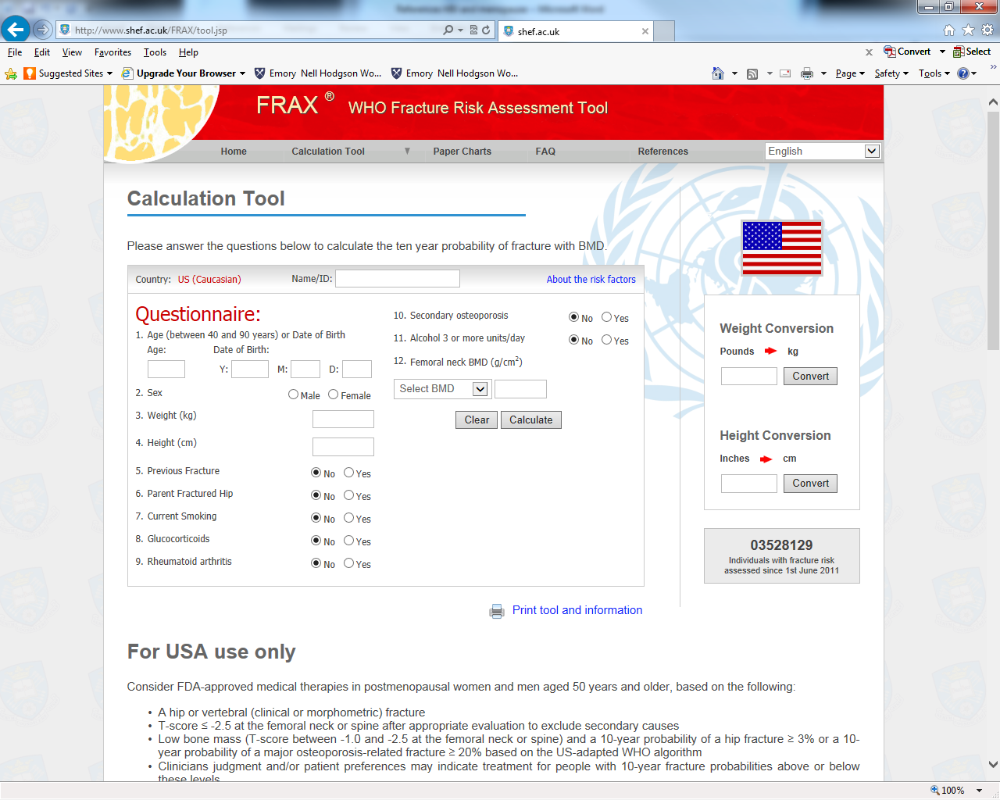 References HRI and menopause - Microsoft Word
http://www.shef.ac.uk/FRAX/tool.jsp
shef.ac.uk
File Edit View Favorites Tools Help
Convert Select
Suggested Sites Upgrade Your Browser Emory Nell Hodgson Wo... Emory Nell Hodgson Wo...
Page Safety Tools
FRAX ® WHO Fracture Risk Assessment Tool
Home Calculation Tool Paper Charts FAQ References English
Calculation Tool
Please answer the questions below to calculate the ten year probability of fracture with BMD.
Country: US (Caucasian) Name/ID: About the risk factors
Questionnaire:
1. Age (between 40 and 90 years) or Date of Birth
Age: Date of Birth:
Y: M: D:
2. Sex Male Female
3. Weight (kg)
4. Height (cm)
5. Previous Fracture No Yes
6. Parent Fractured Hip No Yes
7. Current Smoking No Yes
8. Glucocorticoids No Yes
9. Rheumatoid arthritis No Yes
10. Secondary osteoporosis No Yes
11. Alcohol 3 or more units/day No Yes
12. Femoral neck BMD (g/cm²)
Select BMD
Clear Calculate
Weight Conversion
Pounds kg
Convert
Height Conversion
Inches cm
Convert
03528129
Individuals with fracture risk
assessed since 1st June 2011
Print tool and information
For USA use only
Consider FDA-approved medical therapies in postmenopausal women and men aged 50 years and older, based on the following:
• A hip or vertebral (clinical or morphometric) fracture
• T-score ≤ -2.5 at the femoral neck or spine after appropriate evaluation to exclude secondary causes
• Low bone mass (T-score between -1.0 and -2.5 at the femoral neck or spine) and a 10-year probability of a hip fracture ≥ 3% or a 10-
year probability of a major osteoporosis-related fracture ≥ 20% based on the US-adapted WHO algorithm
• Clinicians judgment and/or patient preferences may indicate treatment for people with 10-year fracture probabilities above or below
these levels
100%